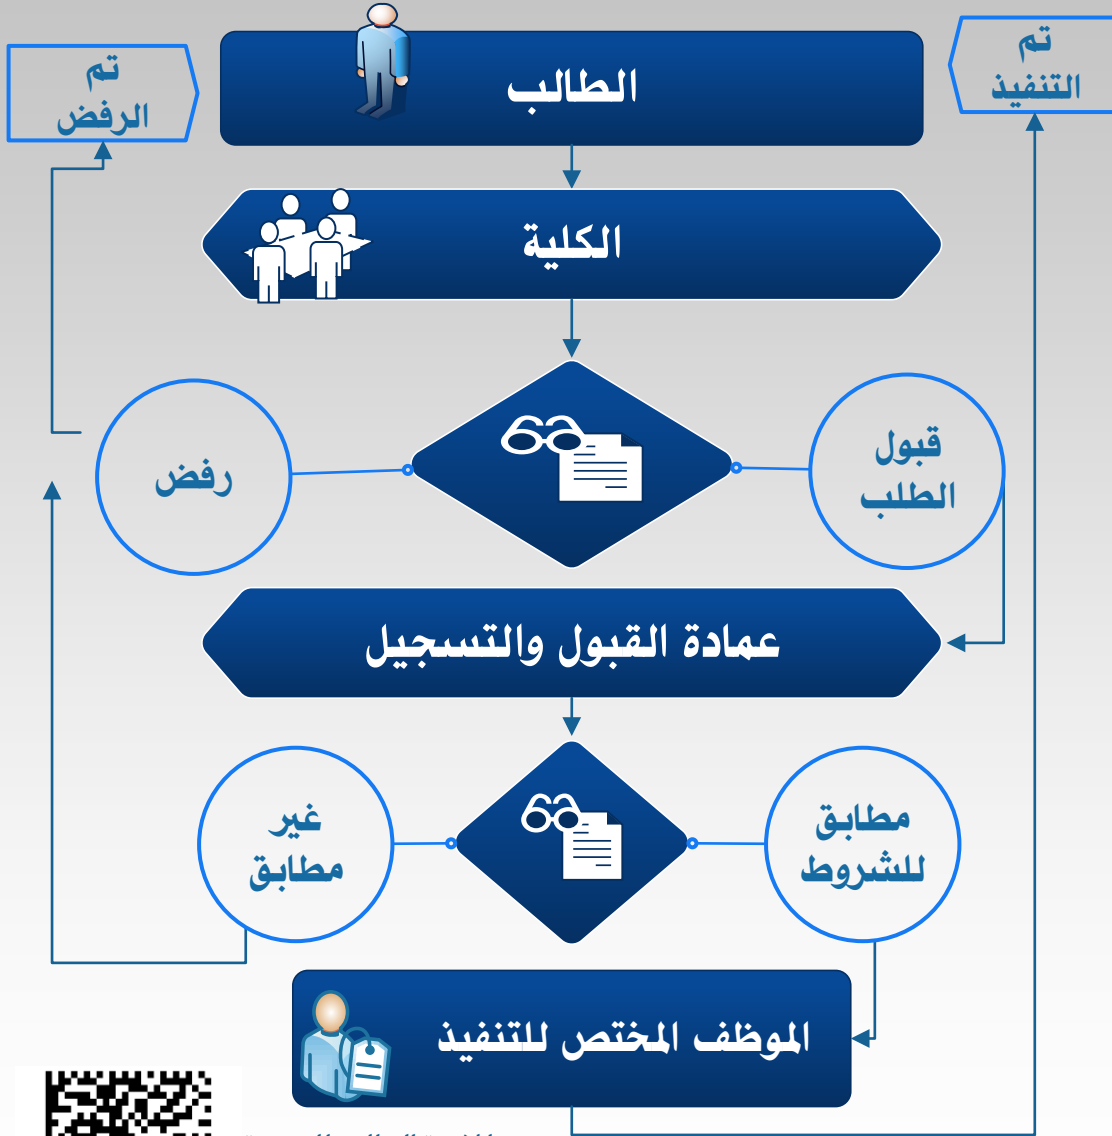 تم
التنفيذ
الطالب
تم
الرفض
الكلية
قبول
الطلب
رفض
عمادة القبول والتسجيل
مطابق
للشروط
غير
مطابق
الموظف المختص للتنفيذ